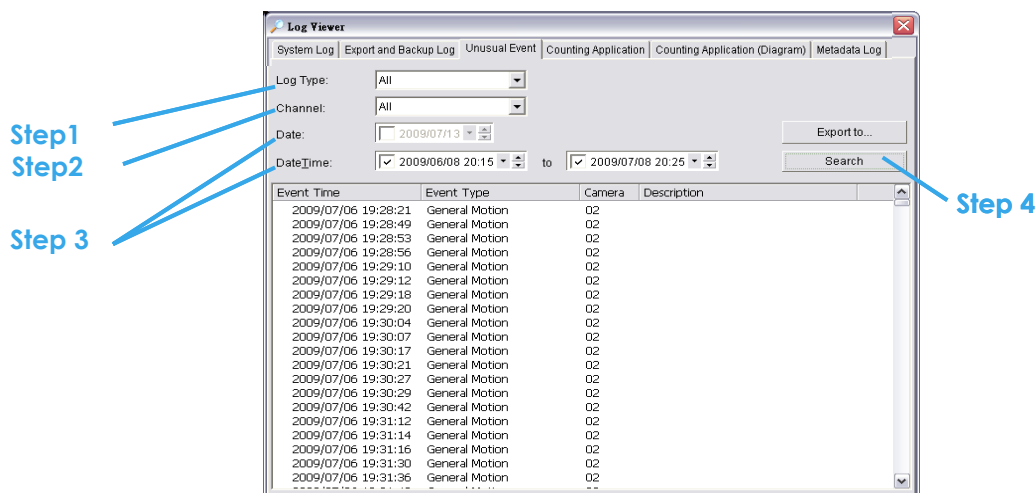 Log Viewer
System Log Export and Backup Log Unusual Event Counting Application Counting Application (Diagram) Metadata Log
Log Type: All
Channel: All
Step1
Date: 2009/07/13 Export to...
Step2
DateTime: 2009/06/08 20:15 to 2009/07/08 20:25 Search
Event Time Event Type Camera Description
Step 4
Step 3
2009/07/06 19:28:21 General Motion 02
2009/07/06 19:28:49 General Motion 02
2009/07/06 19:28:53 General Motion 02
2009/07/06 19:28:56 General Motion 02
2009/07/06 19:29:10 General Motion 02
2009/07/06 19:29:12 General Motion 02
2009/07/06 19:29:18 General Motion 02
2009/07/06 19:29:20 General Motion 02
2009/07/06 19:30:04 General Motion 02
2009/07/06 19:30:07 General Motion 02
2009/07/06 19:30:17 General Motion 02
2009/07/06 19:30:21 General Motion 02
2009/07/06 19:30:27 General Motion 02
2009/07/06 19:30:29 General Motion 02
2009/07/06 19:30:42 General Motion 02
2009/07/06 19:31:12 General Motion 02
2009/07/06 19:31:14 General Motion 02
2009/07/06 19:31:16 General Motion 02
2009/07/06 19:31:30 General Motion 02
2009/07/06 19:31:36 General Motion 02